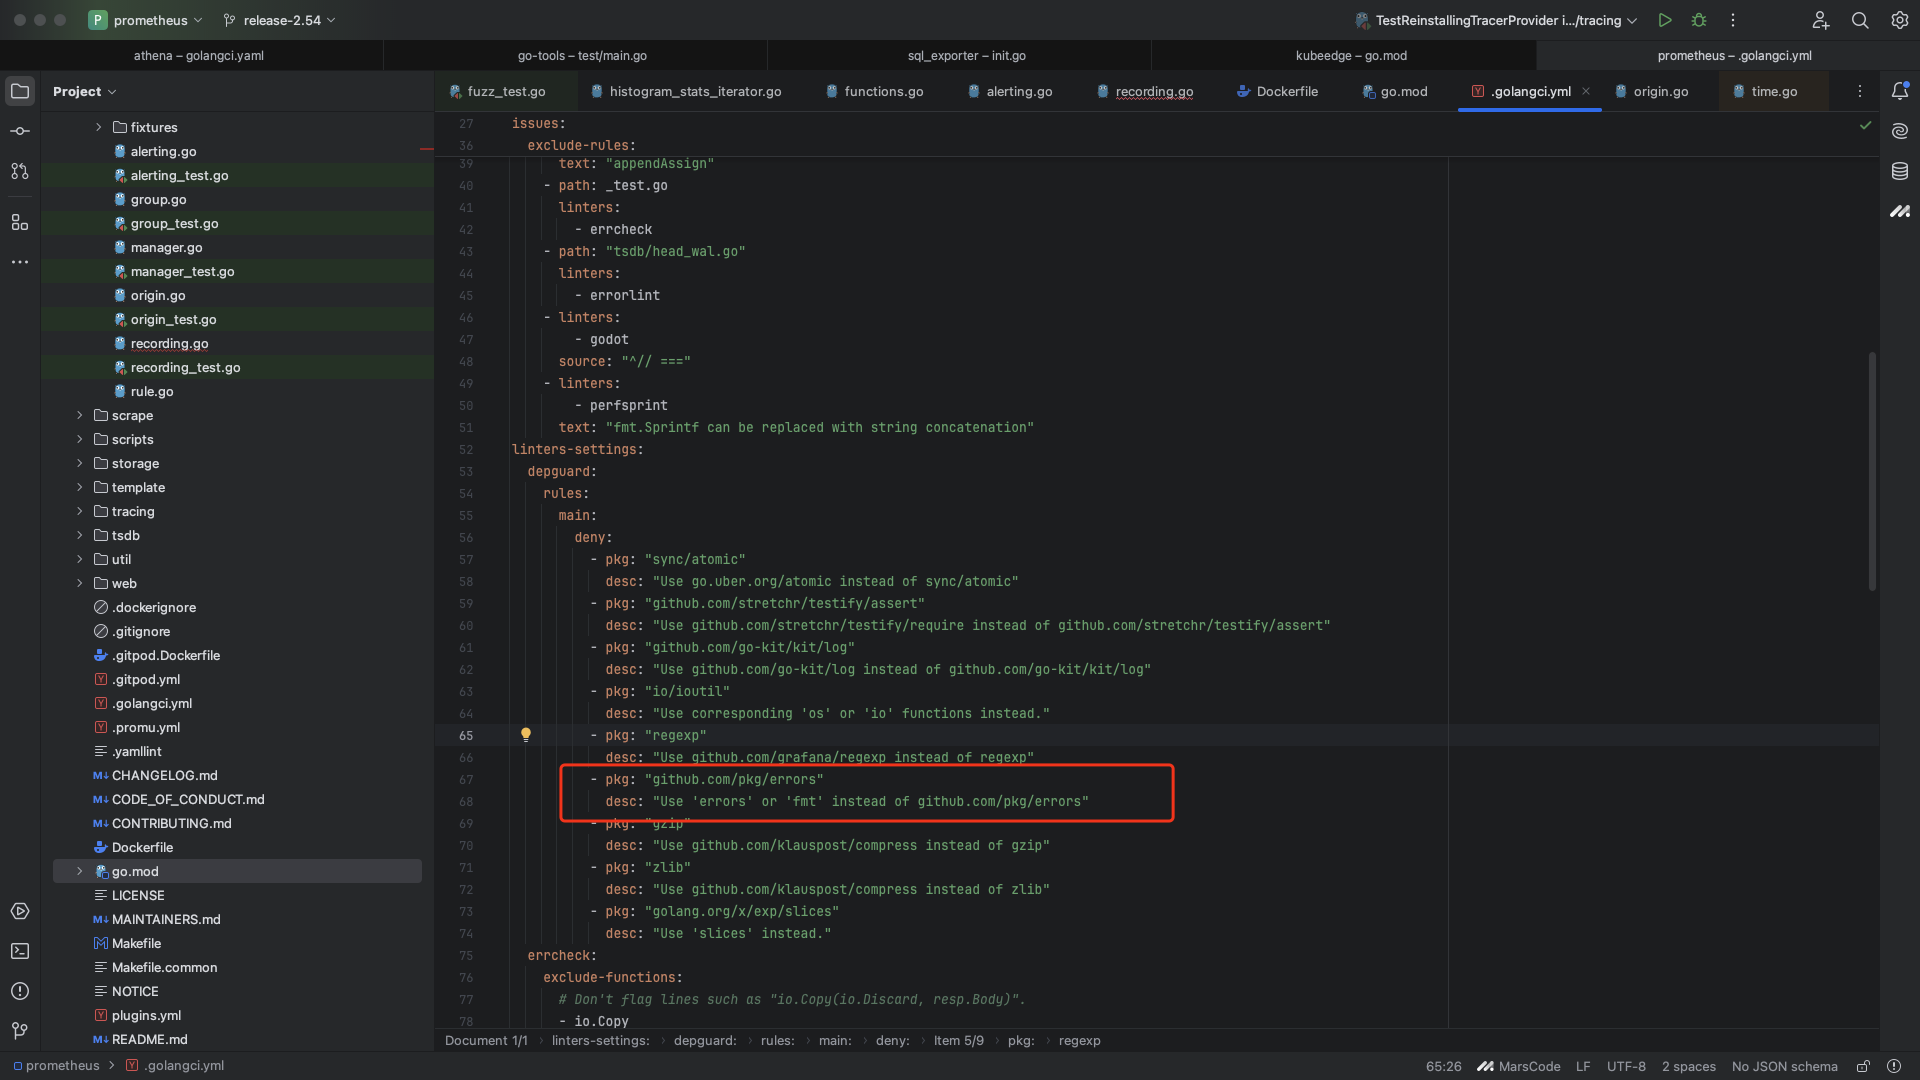 P prometheus
release-2.54
TestReinstallingTracerProvider i.../tracing
athena – golangci.yaml
go-tools – test/main.go
sql_exporter – init.go
kubeedge – go.mod
prometheus – .golangci.yml
Project
fuzz_test.go
histogram_stats_iterator.go
functions.go
alerting.go
recording.go
Dockerfile
go.mod
.golangci.yml
origin.go
time.go
fixtures
alerting.go
alerting_test.go
group.go
group_test.go
manager.go
manager_test.go
origin.go
origin_test.go
recording.go
recording_test.go
rule.go
scrape
scripts
storage
template
tracing
tsdb
util
web
.dockerignore
.gitignore
.gitpod.Dockerfile
.gitpod.yml
.golangci.yml
.promu.yml
.yamllint
CHANGELOG.md
CODE_OF_CONDUCT.md
CONTRIBUTING.md
Dockerfile
go.mod
LICENSE
MAINTAINERS.md
Makefile
Makefile.common
NOTICE
plugins.yml
README.md
27 issues:
36 exclude-rules:
39 text: "appendAssign"
40 - path: _test.go
41 linters:
42 - errcheck
43 - path: "tsdb/head_wal.go"
44 linters:
45 - errorlint
46 - linters:
47 - godot
48 source: "^// ==="
49 - linters:
50 - perfsprint
51 text: "fmt.Sprintf can be replaced with string concatenation"
52 linters-settings:
53 depguard:
54 rules:
55 main:
56 deny:
57 - pkg: "sync/atomic"
58 desc: "Use go.uber.org/atomic instead of sync/atomic"
59 - pkg: "github.com/stretchr/testify/assert"
60 desc: "Use github.com/stretchr/testify/require instead of github.com/stretchr/testify/assert"
61 - pkg: "github.com/go-kit/kit/log"
62 desc: "Use github.com/go-kit/log instead of github.com/go-kit/kit/log"
63 - pkg: "io/ioutil"
64 desc: "Use corresponding 'os' or 'io' functions instead."
65 - pkg: "regexp"
66 desc: "Use github.com/grafana/regexp instead of regexp"
67 - pkg: "github.com/pkg/errors"
68 desc: "Use 'errors' or 'fmt' instead of github.com/pkg/errors"
69 - pkg: "gzip"
70 desc: "Use github.com/klauspost/compress instead of gzip"
71 - pkg: "zlib"
72 desc: "Use github.com/klauspost/compress instead of zlib"
73 - pkg: "golang.org/x/exp/slices"
74 desc: "Use 'slices' instead."
75 errcheck:
76 exclude-functions:
77 # Don't flag lines such as "io.Copy(io.Discard, resp.Body)".
78 - io.Copy
Document 1/1 › linters-settings: › depguard: › rules: › main: › deny: › Item 5/9 › pkg: › regexp
prometheus › .golangci.yml
65:26 MarsCode LF UTF-8 2 spaces No JSON schema